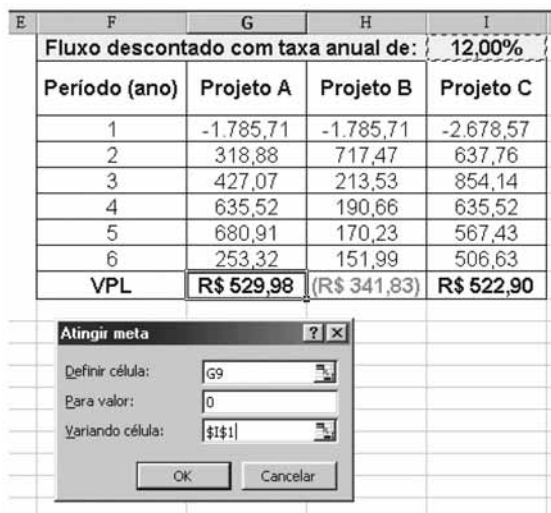 E F G H I
Fluxo descontado com taxa anual de: 12,00%
Período (ano) Projeto A Projeto B Projeto C
1 -1.785,71 -1.785,71 -2.678,57
2 318,88 717,47 637,76
3 427,07 213,53 854,14
4 635,52 190,66 635,52
5 680,91 170,23 567,43
6 253,32 151,99 506,63
VPL R$ 529,98 (R$ 341,83) R$ 522,90
Atingir meta ? ×
Definir célula: G9
Para valor: 0
Variando célula: $I$1
OK Cancelar